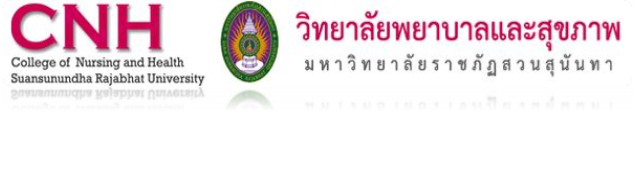 CNH
College of Nursing and Health
Suansunundha Rajabhat University
วิทยาลัยพยาบาลและสุขภาพ
มหาวิทยาลัยราชภัฏสวนสุนันทา